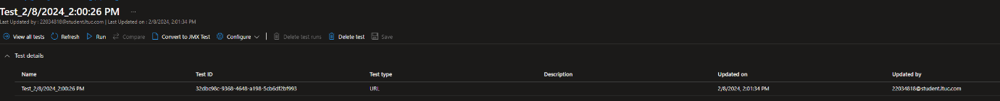 Test_2/8/2024_2:00:26 PM ...
Last Updated by : 22034818@student.ltuc.com | Last Updated on : 2/8/2024, 2:01:34 PM
View all tests Refresh Run Compare Convert to JMX Test Configure Delete test runs Delete test Save
Test details
Name Test ID Test type Description Updated on Updated by
Test_2/8/2024_2:00:26 PM 32dbc98c-9368-4648-a198-5cb6df2bf993 URL 2/8/2024, 2:01:34 PM 22034818@student.ltuc.com